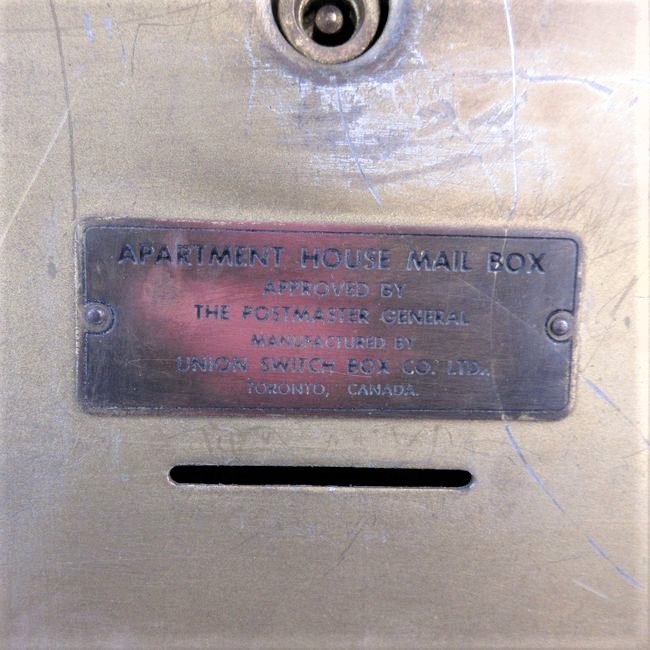 APARTMENT HOUSE MAIL BOX
APPROVED BY
THE POSTMASTER GENERAL
MANUFACTURED BY
UNION SWITCH BOX CO. LTD.,
TORONTO, CANADA.